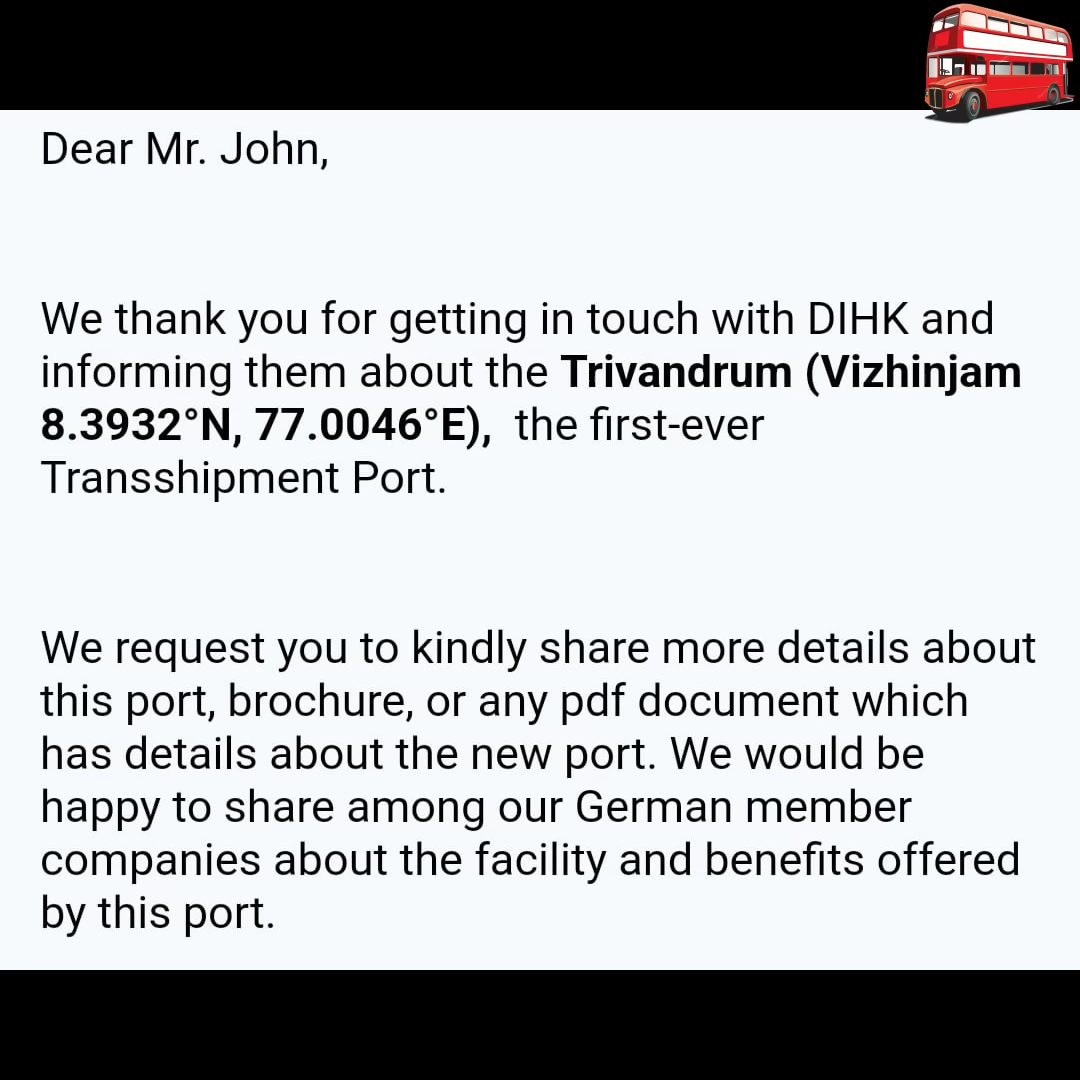 Dear Mr. John,
We thank you for getting in touch with DIHK and
informing them about the Trivandrum (Vizhinjam
8.3932°N, 77.0046°E),  the first-ever
Transshipment Port.
We request you to kindly share more details about
this port, brochure, or any pdf document which
has details about the new port. We would be
happy to share among our German member
companies about the facility and benefits offered
by this port.